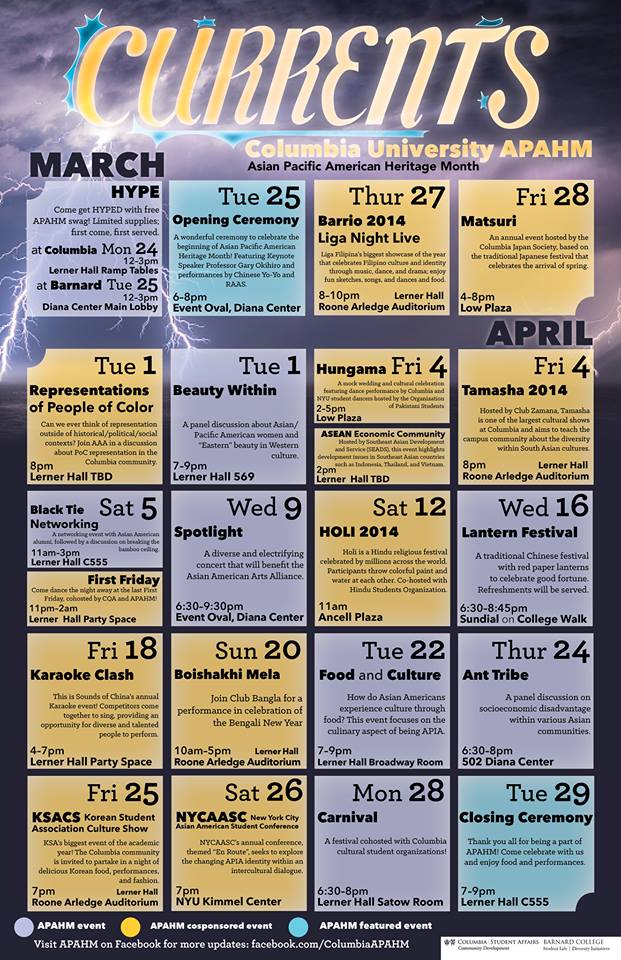 CURRENTS
Columbia University APAHM
Asian Pacific American Heritage Month
MARCH
HYPE
Come get HYPED with free
APAHM swag! Limited supplies;
first come, first served.
at Columbia Mon 24
12-3pm
Lerner Hall Ramp Tables
at Barnard Tue 25
12-3pm
Diana Center Main Lobby
Tue 25
Opening Ceremony
A wonderful ceremony to celebrate the
beginning of Asian Pacific American
Heritage Month! Featuring Keynote
Speaker Professor Gary Okihiro and
performances by Chinese Yo-Yo and
RAAS.
6-8pm
Event Oval, Diana Center
Thur 27
Barrio 2014
Liga Night Live
Liga Filipina's biggest showcase of the year
that celebrates Filipino culture and identity
through music, dance, and drama; enjoy
fun sketches, songs, and dances and food.
8-10pm Lerner Hall
Roone Arledge Auditorium
Fri 28
Matsuri
An annual event hosted by the
Columbia Japan Society, based on
the traditional Japanese festival that
celebrates the arrival of spring.
4-8pm
Low Plaza
APRIL
Tue 1
Representations
of People of Color
Can we ever think of representation
outside of historical/political/social
contexts? Join AAA in a discussion
about PoC representation in the
Columbia community.
8pm
Lerner Hall TBD
Tue 1
Beauty Within
A panel discussion about Asian/
Pacific American women and
"Eastern" beauty in Western
culture.
7-9pm
Lerner Hall 569
Hungama Fri 4
A mock wedding and cultural celebration
featuring dance performance by Columbia and
NYU student dancers hosted by the Organization
of Pakistani Students
2-5pm
Low Plaza
ASEAN Economic Community
Hosted by Southeast Asian Development
and Service (SEADS), this event highlights
development issues in Southeast Asian countries
such as Indonesia, Thailand, and Vietnam.
2pm
Lerner Hall TBD
Fri 4
Tamasha 2014
Hosted by Club Zamana, Tamasha
is one of the largest cultural shows
at Columbia and aims to teach the
campus community about the diversity
within South Asian cultures.
8pm Lerner Hall
Roone Arledge Auditorium
Black Tie Sat 5
Networking
A networking event with Asian American
alumni, followed by a discussion on breaking the
bamboo ceiling.
11am-3pm
Lerner Hall C555
First Friday
Come dance the night away at the last First
Friday, cohosted by CQA and APAHM!
11pm-2am
Lerner Hall Party Space
Wed 9
Spotlight
A diverse and electrifying
concert that will benefit the
Asian American Arts Alliance.
6:30-9:30pm
Event Oval, Diana Center
Sat 12
HOLI 2014
Holi is a Hindu religious festival
celebrated by millions across the world.
Participants throw colorful paint and
water at each other. Co-hosted with
Hindu Students Organization.
11am
Ancell Plaza
Wed 16
Lantern Festival
A traditional Chinese festival
with red paper lanterns
to celebrate good fortune.
Refreshments will be served.
6:30-8:45pm
Sundial on College Walk
Fri 18
Karaoke Clash
This is Sounds of China's annual
Karaoke event! Competitors come
together to sing, providing an
opportunity for diverse and talented
people to perform.
4-7pm
Lerner Hall Party Space
Sun 20
Boishakhi Mela
Join Club Bangla for a
performance in celebration of
the Bengali New Year
10am-5pm Lerner Hall
Roone Arledge Auditorium
Tue 22
Food and Culture
How do Asian Americans
experience culture through
food? This event focuses on the
culinary aspect of being APIA.
7-9pm
Lerner Hall Broadway Room
Thur 24
Ant Tribe
A panel discussion on
socioeconomic disadvantage
within various Asian
communities.
6:30-8pm
502 Diana Center
Fri 25
KSACS Korean Student
Association Culture Show
KSA's biggest event of the academic
year! The Columbia community
is invited to partake in a night of
delicious Korean food, performances,
and fashion.
7pm Lerner Hall
Roone Arledge Auditorium
Sat 26
NYCAASC New York City
Asian American Student Conference
NYCAASC's annual conference,
themed "En Route", seeks to explore
the changing APIA identity within an
intercultural dialogue.
7pm
NYU Kimmel Center
Mon 28
Carnival
A festival cohosted with Columbia
cultural student organizations!
6:30-8pm
Lerner Hall Satow Room
Tue 29
Closing Ceremony
Thank you all for being a part of
APAHM! Come celebrate with us
and enjoy food and performances.
7-9pm
Lerner Hall C555
APAHM event APAHM cosponsored event APAHM featured event
Visit APAHM on Facebook for more updates: facebook.com/ColumbiaAPAHM
COLUMBIA STUDENT AFFAIRS BARNARD COLLEGE
Community Development Student Life | Diversity Initiatives